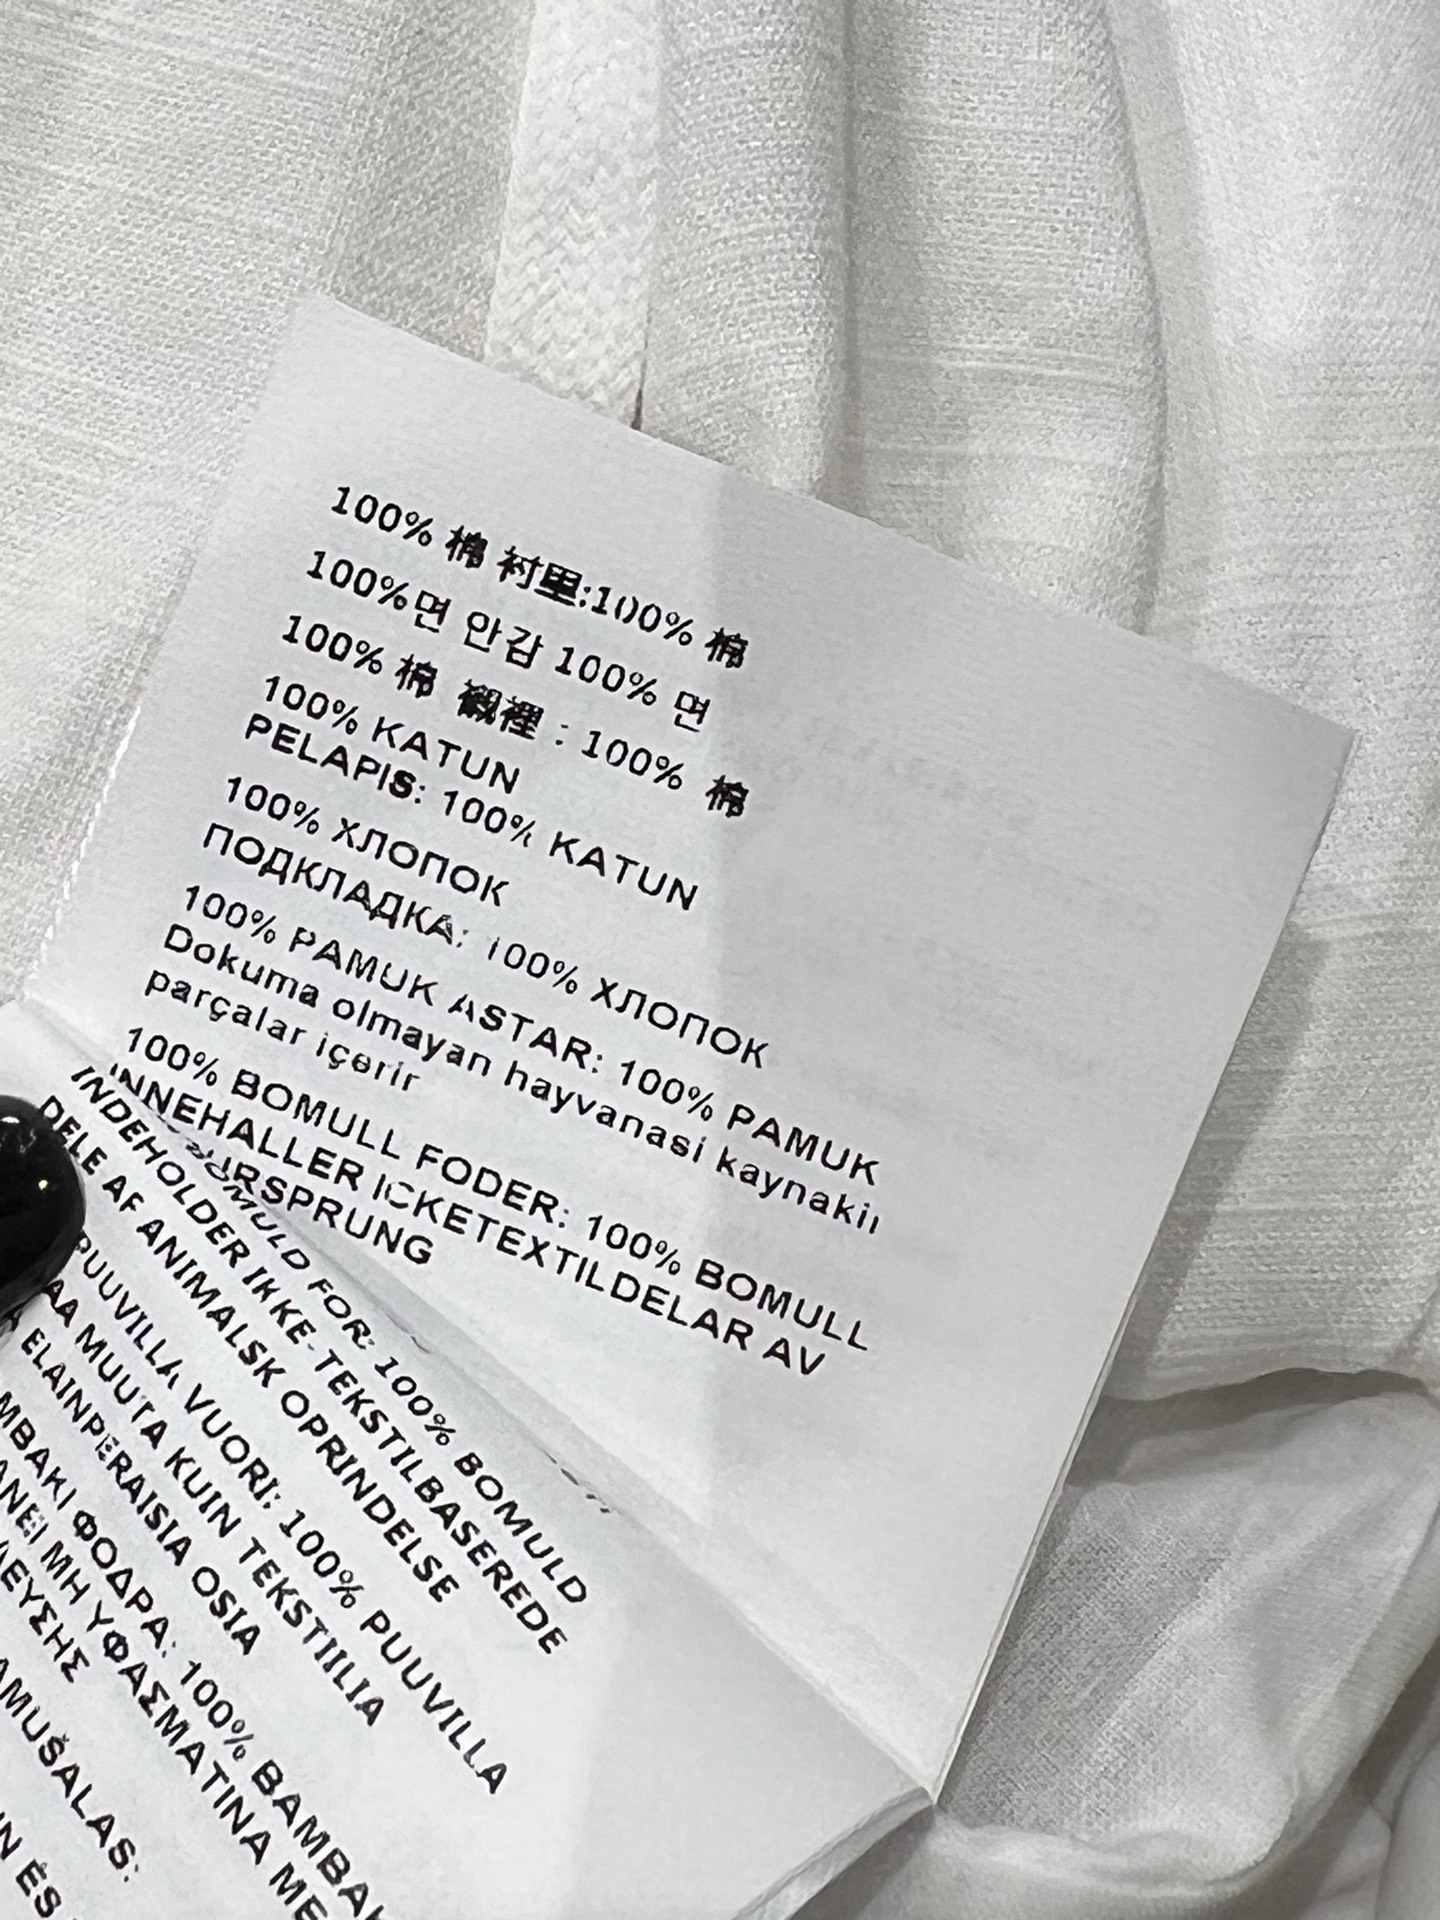 100% 棉 衬里:100% 棉
100%면 안감 100% 면
100% 棉 襯裡 : 100% 棉
100% KATUN
PELAPIS: 100% KATUN
100% ХЛОПОК
ПОДКЛАДКА: 100% ХЛОПОК
100% PAMUK ASTAR: 100% PAMUK
Dokuma olmayan hayvanasi kaynakiı
parçalar içerir
100% BOMULL FODER: 100% BOMULL
INNEHALLER ICKETEXTILDELAR AV
URSPRUNG
BOMULD FOR: 100% BOMULD
INDEHOLDER IKKE-TEKSTILBASEREDE
DELE AF ANIMALSK OPRINDELSE
PUUVILLA VUORI: 100% PUUVILLA
MUUTA KUIN TEKSTIILIA
ELAINPERAISIA OSIA
ΦΟΔΡΑ: 100%
ΜΗ ΥΦΑΣΜΑΤΙΝΑ
ÉS